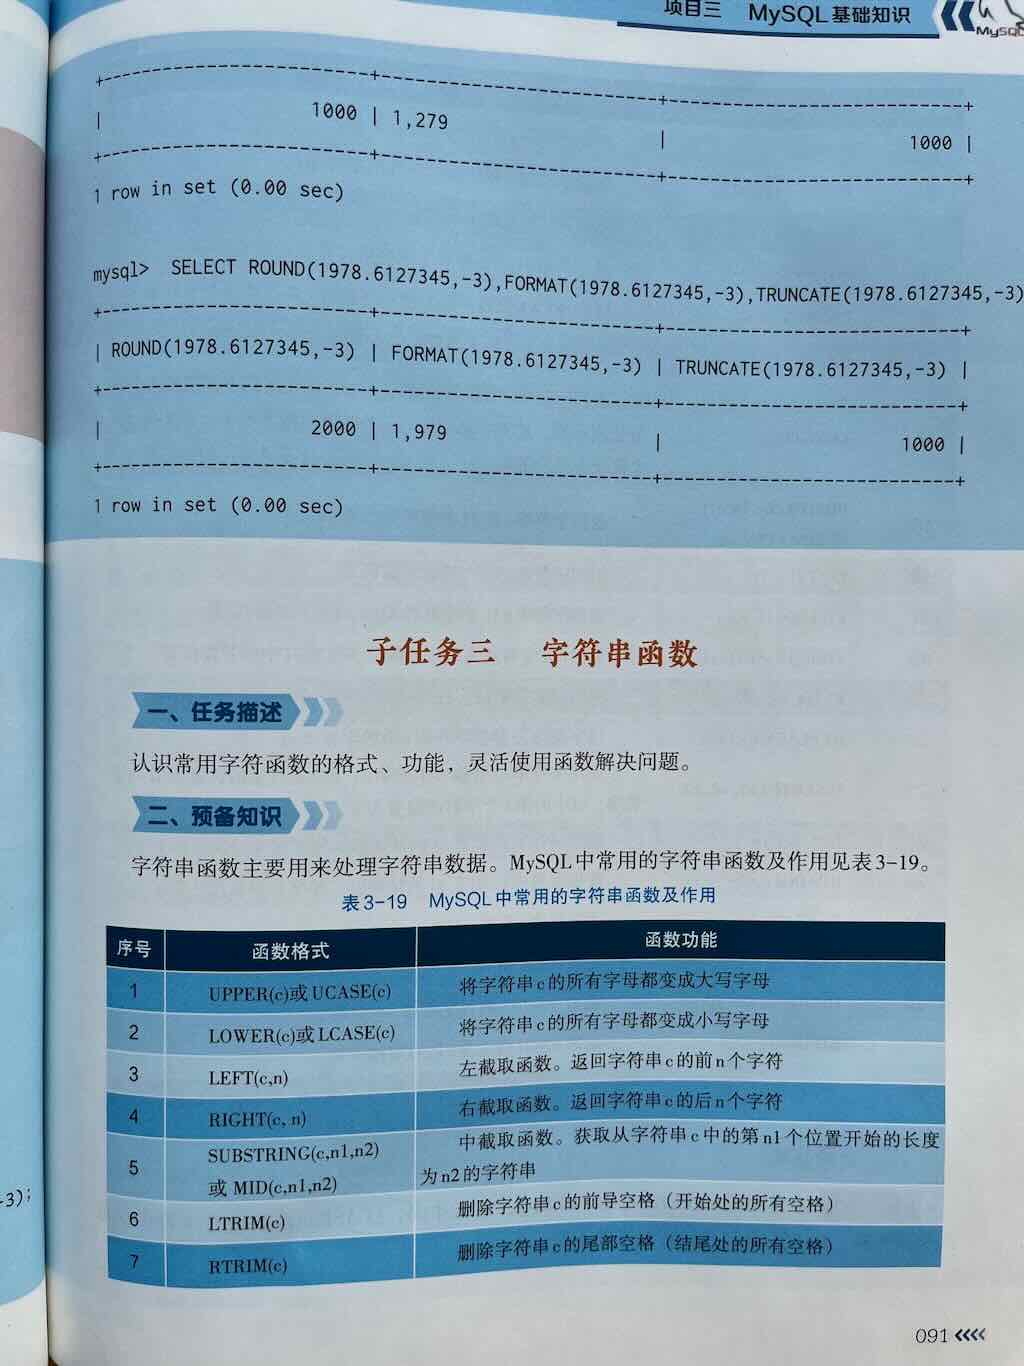 项目三 MySQL基础知识
MySQL
+---------------------------+----------------------------+------------------------------+
| 1000 | 1,279 | 1000 |
+---------------------------+----------------------------+------------------------------+
1 row in set (0.00 sec)
mysql> SELECT ROUND(1978.6127345,-3),FORMAT(1978.6127345,-3),TRUNCATE(1978.6127345,-3)
+---------------------------+----------------------------+------------------------------+
| ROUND(1978.6127345,-3) | FORMAT(1978.6127345,-3) | TRUNCATE(1978.6127345,-3) |
+---------------------------+----------------------------+------------------------------+
| 2000 | 1,979 | 1000 |
+---------------------------+----------------------------+------------------------------+
1 row in set (0.00 sec)
子任务三 字符串函数
一、任务描述
认识常用字符函数的格式、功能，灵活使用函数解决问题。
二、预备知识
字符串函数主要用来处理字符串数据。MySQL中常用的字符串函数及作用见表3-19。
表3-19 MySQL中常用的字符串函数及作用
序号 函数格式 函数功能
1 UPPER(c)或UCASE(c) 将字符串c的所有字母都变成大写字母
2 LOWER(c)或LCASE(c) 将字符串c的所有字母都变成小写字母
3 LEFT(c,n) 左截取函数。返回字符串c的前n个字符
4 RIGHT(c, n) 右截取函数。返回字符串c的后n个字符
5 SUBSTRING(c,n1,n2) 中截取函数。获取从字符串c中的第n1个位置开始的长度
或 MID(c,n1,n2) 为n2的字符串
6 LTRIM(c) 删除字符串c的前导空格（开始处的所有空格）
7 RTRIM(c) 删除字符串c的尾部空格（结尾处的所有空格）
-3);
091